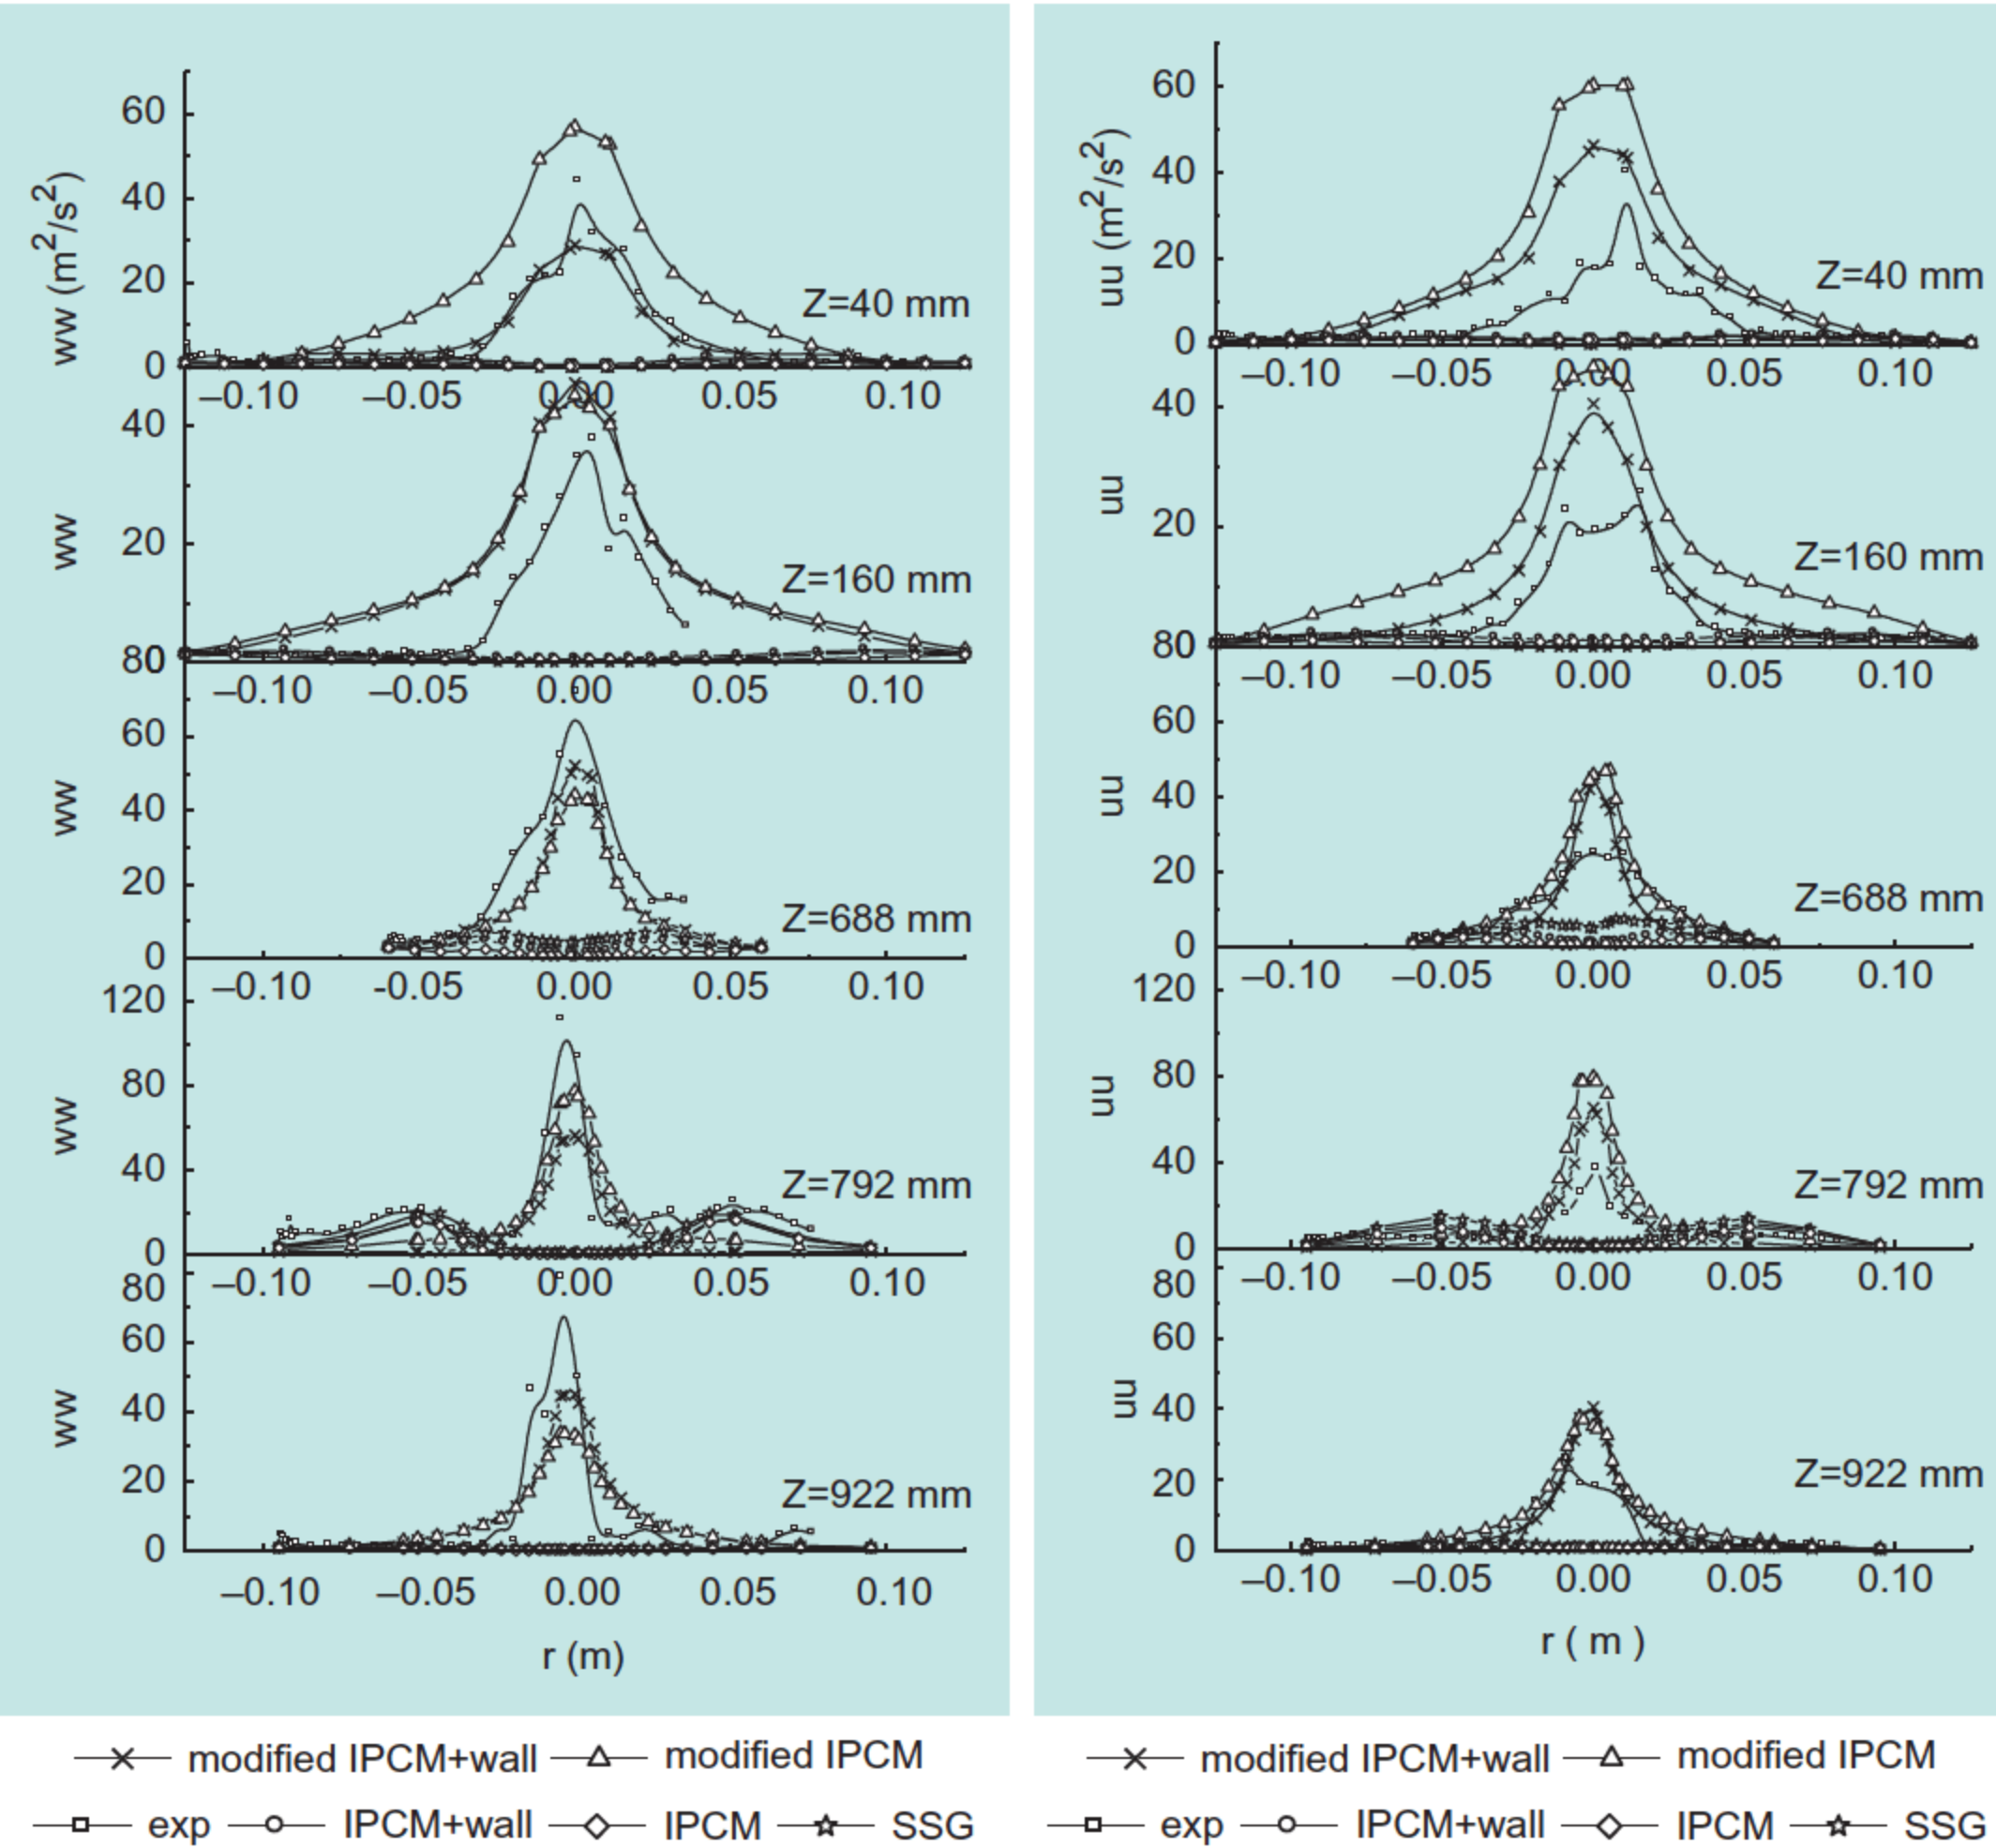 60
40
20
0
ww (m2/s2)
Z=40 mm
–0.10 –0.05 0.00 0.05 0.10
40
20
80
ww
Z=160 mm
–0.10 –0.05 0.00 0.05 0.10
60
40
20
0
ww
Z=688 mm
–0.10 -0.05 0.00 0.05 0.10
120
80
40
0
ww
Z=792 mm
–0.10 –0.05 0.00 0.05 0.10
80
60
40
20
0
ww
Z=922 mm
–0.10 –0.05 0.00 0.05 0.10
r (m)
modified IPCM+wall modified IPCM
exp IPCM+wall IPCM SSG
60
40
20
0
uu (m2/s2)
Z=40 mm
–0.10 –0.05 0.00 0.05 0.10
40
20
80
uu
Z=160 mm
–0.10 –0.05 0.00 0.05 0.10
60
40
20
0
uu
Z=688 mm
–0.10 –0.05 0.00 0.05 0.10
120
80
40
0
uu
Z=792 mm
–0.10 –0.05 0.00 0.05 0.10
80
60
40
20
0
uu
Z=922 mm
–0.10 –0.05 0.00 0.05 0.10
r ( m )
modified IPCM+wall modified IPCM
exp IPCM+wall IPCM SSG